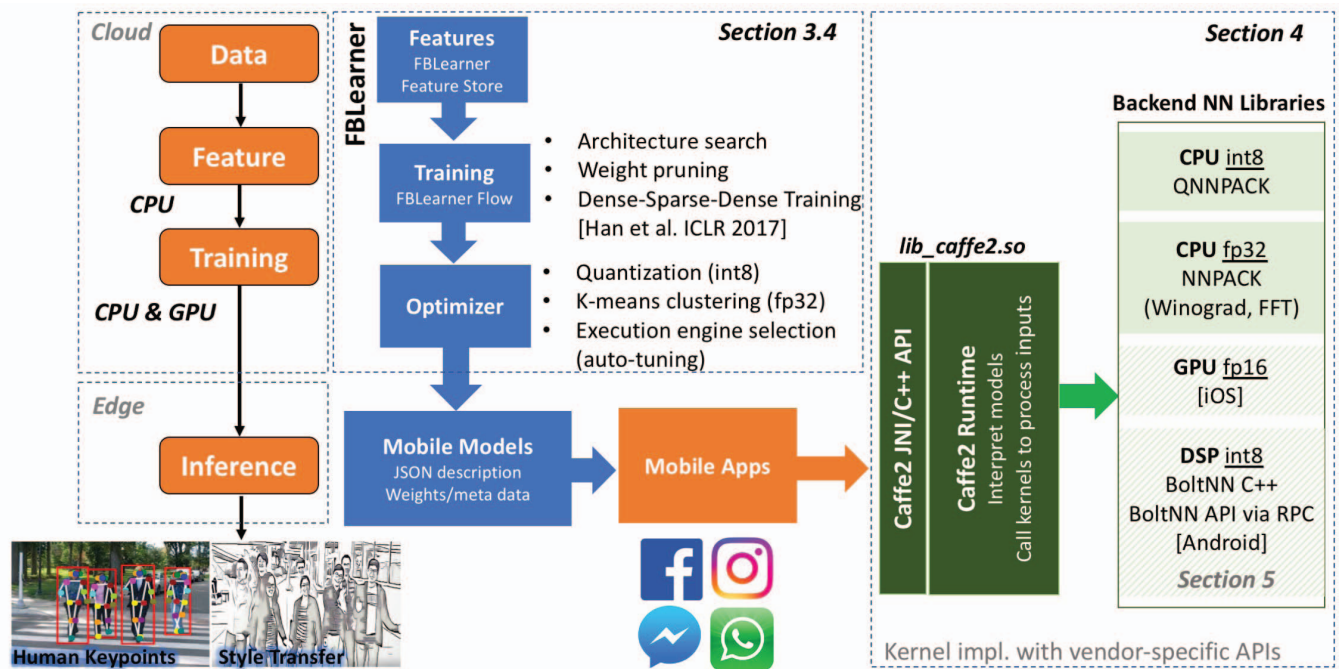 Cloud
Data
Feature
CPU
Training
CPU & GPU
Edge
Inference
Human Keypoints
Style Transfer
FBLearner
Section 3.4
Features
FBLearner
Feature Store
Training
FBLearner Flow
• Architecture search
• Weight pruning
• Dense-Sparse-Dense Training
[Han et al. ICLR 2017]
Optimizer
• Quantization (int8)
• K-means clustering (fp32)
• Execution engine selection
(auto-tuning)
Mobile Models
JSON description
Weights/meta data
Mobile Apps
Section 4
lib_caffe2.so
Caffe2 JNI/C++ API
Caffe2 Runtime
Interpret models
Call kernels to process inputs
Backend NN Libraries
CPU int8
QNNPACK
CPU fp32
NNPACK
(Winograd, FFT)
GPU fp16
[iOS]
DSP int8
BoltNN C++
BoltNN API via RPC
[Android]
Section 5
Kernel impl. with vendor-specific APIs